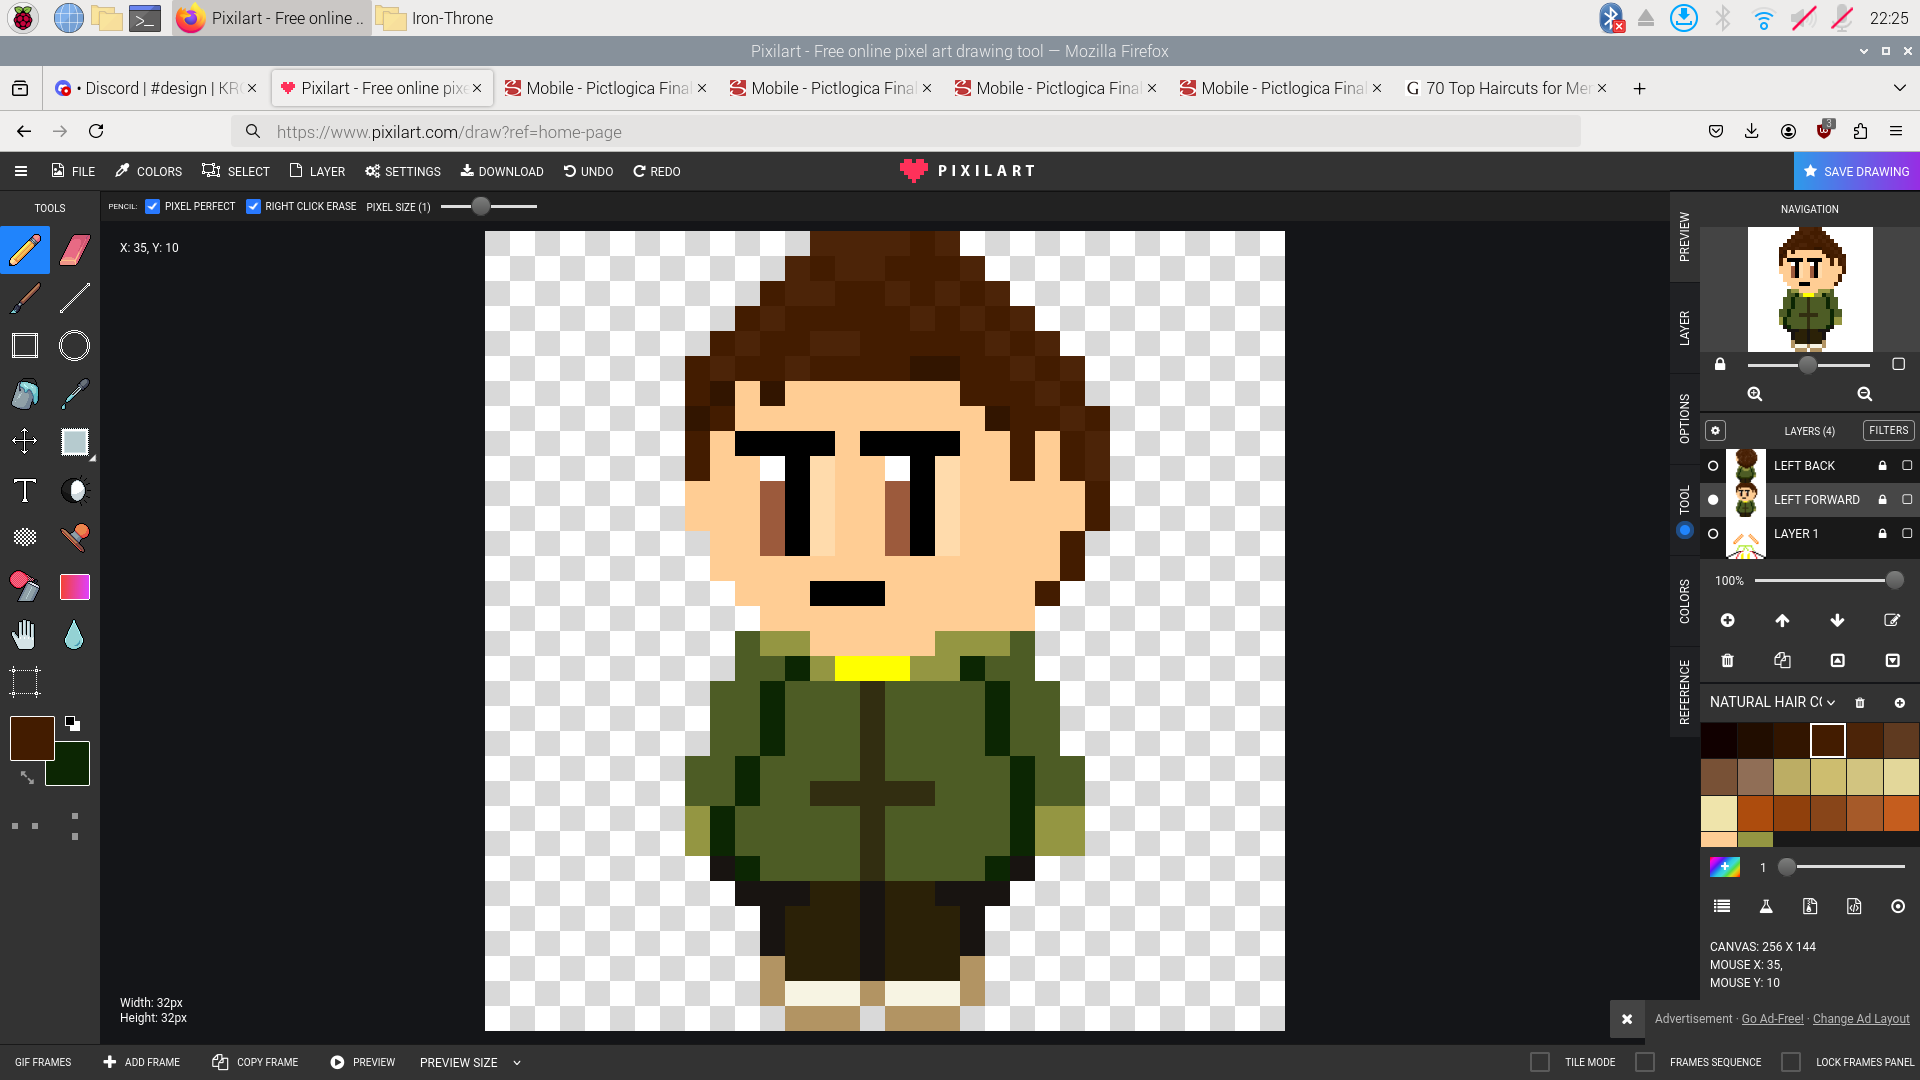 Pixilart - Free online ..
Iron-Throne
22:25
Pixilart - Free online pixel art drawing tool — Mozilla Firefox
• Discord | #design | KR
Pixilart - Free online pixe
Mobile - Pictlogica Final
Mobile - Pictlogica Final
Mobile - Pictlogica Final
Mobile - Pictlogica Final
G 70 Top Haircuts for Mer
https://www.pixilart.com/draw?ref=home-page
3
FILE
COLORS
SELECT
LAYER
SETTINGS
DOWNLOAD
UNDO
REDO
PIXILART
SAVE DRAWING
TOOLS
PENCIL:
PIXEL PERFECT
RIGHT CLICK ERASE
PIXEL SIZE (1)
X: 35, Y: 10
Width: 32px
Height: 32px
PREVIEW
LAYER
OPTIONS
TOOL
COLORS
REFERENCE
NAVIGATION
LAYERS (4)
FILTERS
LEFT BACK
LEFT FORWARD
LAYER 1
100%
NATURAL HAIR CO
1
CANVAS: 256 X 144
MOUSE X: 35,
MOUSE Y: 10
Advertisement · Go Ad-Free! · Change Ad Layout
GIF FRAMES
ADD FRAME
COPY FRAME
PREVIEW
PREVIEW SIZE
TILE MODE
FRAMES SEQUENCE
LOCK FRAMES PANEL